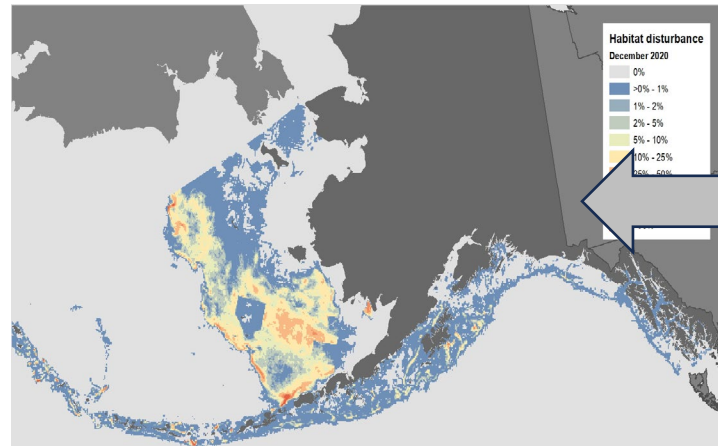 Habitat disturbance
December 2020
0%
>0% - 1%
1% - 2%
2% - 5%
5% - 10%
10% - 25%